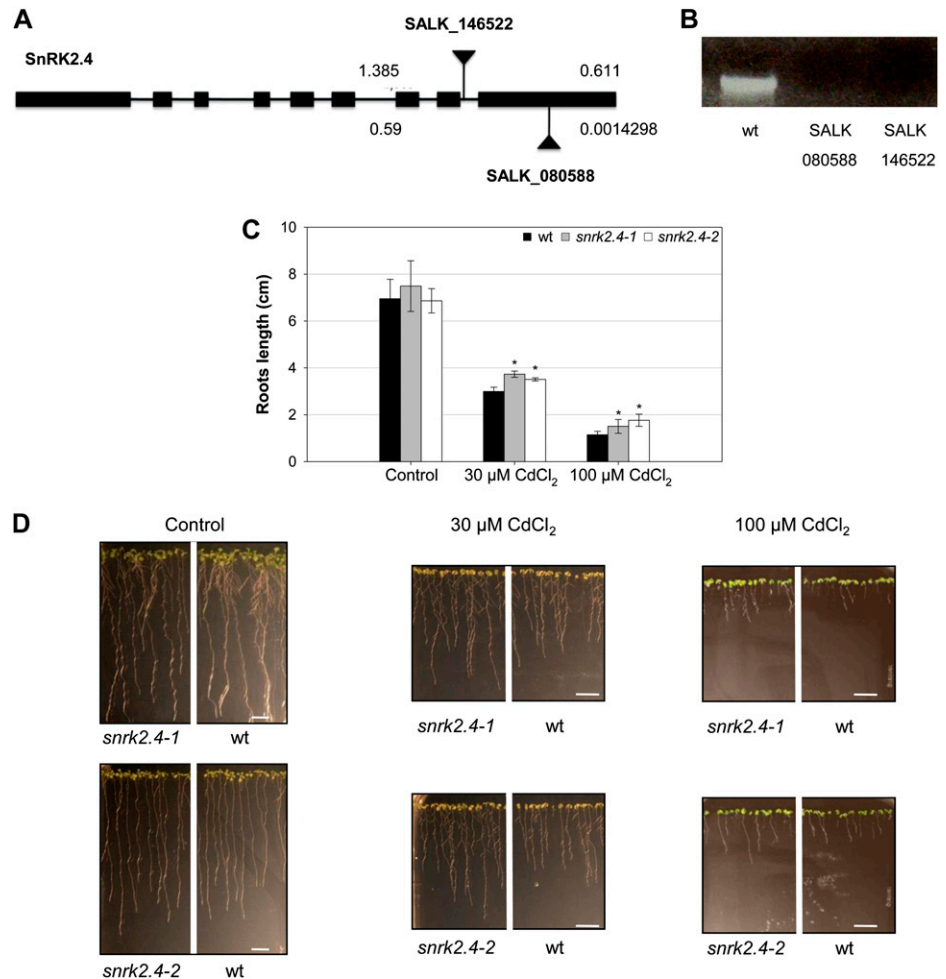 A
SALK_146522
SnRK2.4
1.385
0.611
0.59
0.0014298
SALK_080588
B
wt
SALK
080588
SALK
146522
C
wt snrk2.4-1 snrk2.4-2
Roots length (cm)
10
8
6
4
2
0
* *
* *
Control 30 µM CdCl₂ 100 µM CdCl₂
D
Control 30 µM CdCl₂ 100 µM CdCl₂
snrk2.4-1 wt
snrk2.4-1 wt
snrk2.4-1 wt
snrk2.4-2 wt
snrk2.4-2 wt
snrk2.4-2 wt